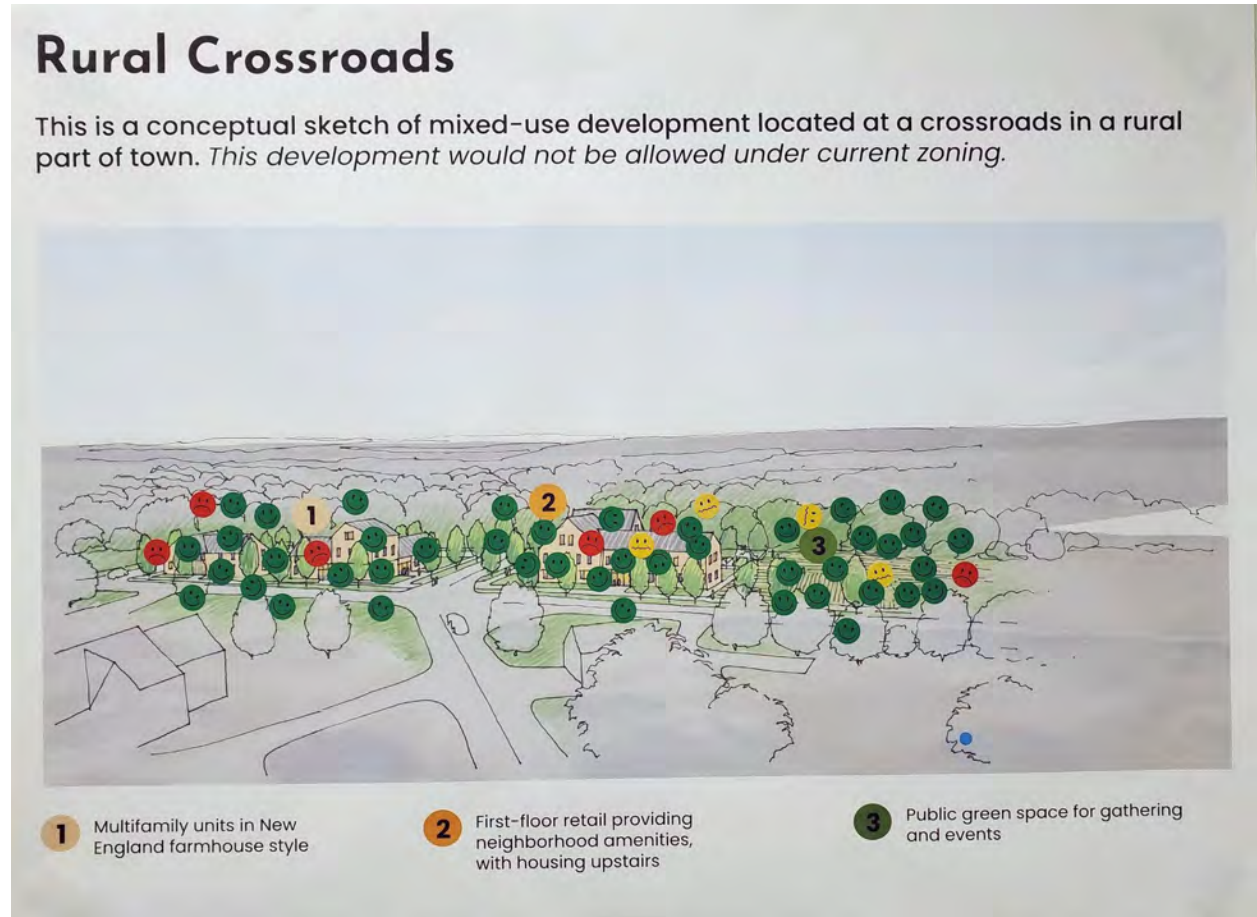 Rural Crossroads
This is a conceptual sketch of mixed-use development located at a crossroads in a rural
part of town. This development would not be allowed under current zoning.
1
2
3
1
Multifamily units in New
England farmhouse style
2
First-floor retail providing
neighborhood amenities,
with housing upstairs
3
Public green space for gathering
and events